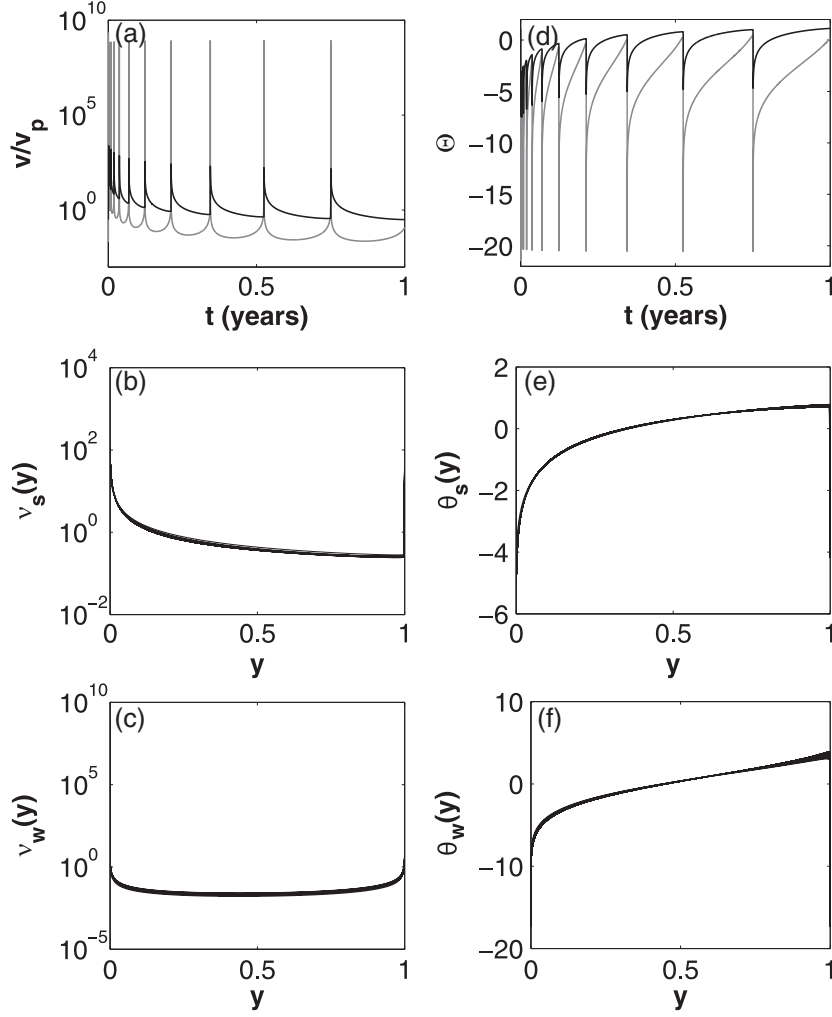 (a)
10^10
10^5
10^0
v/v_p
0 0.5 1
t (years)
(d)
0
−5
−10
−15
−20
Θ
0 0.5 1
t (years)
(b)
10^4
10^2
10^0
10^−2
ν_s(y)
0 0.5 1
y
(e)
2
0
−2
−4
−6
θ_s(y)
0 0.5 1
y
(c)
10^10
10^5
10^0
10^−5
ν_w(y)
0 0.5 1
y
(f)
10
0
−10
−20
θ_w(y)
0 0.5 1
y